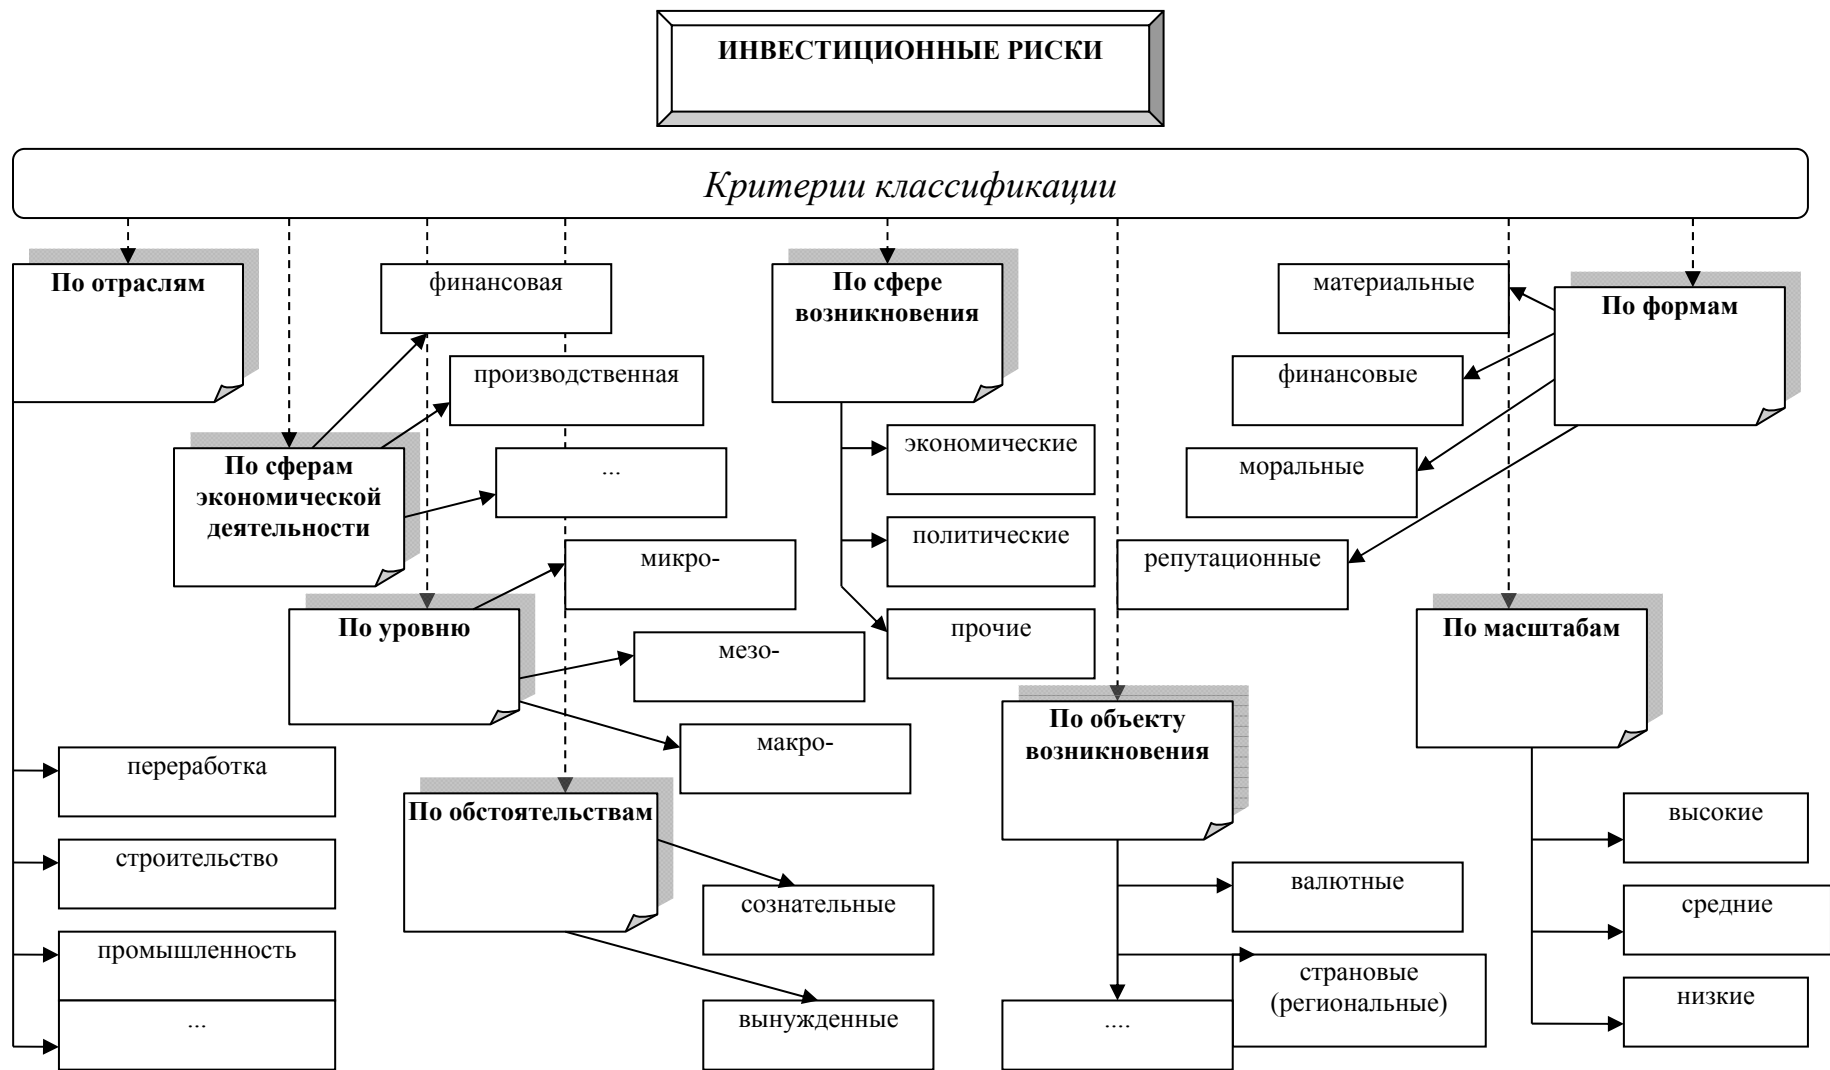 ИНВЕСТИЦИОННЫЕ РИСКИ
Критерии классификации
По отраслям
переработка
строительство
промышленность
...
По сферам
экономической
деятельности
финансовая
производственная
...
По уровню
микро-
мезо-
макро-
По обстоятельствам
сознательные
вынужденные
По сфере
возникновения
экономические
политические
прочие
По объекту
возникновения
валютные
страновые
(региональные)
....
По формам
материальные
финансовые
моральные
репутационные
По масштабам
высокие
средние
низкие